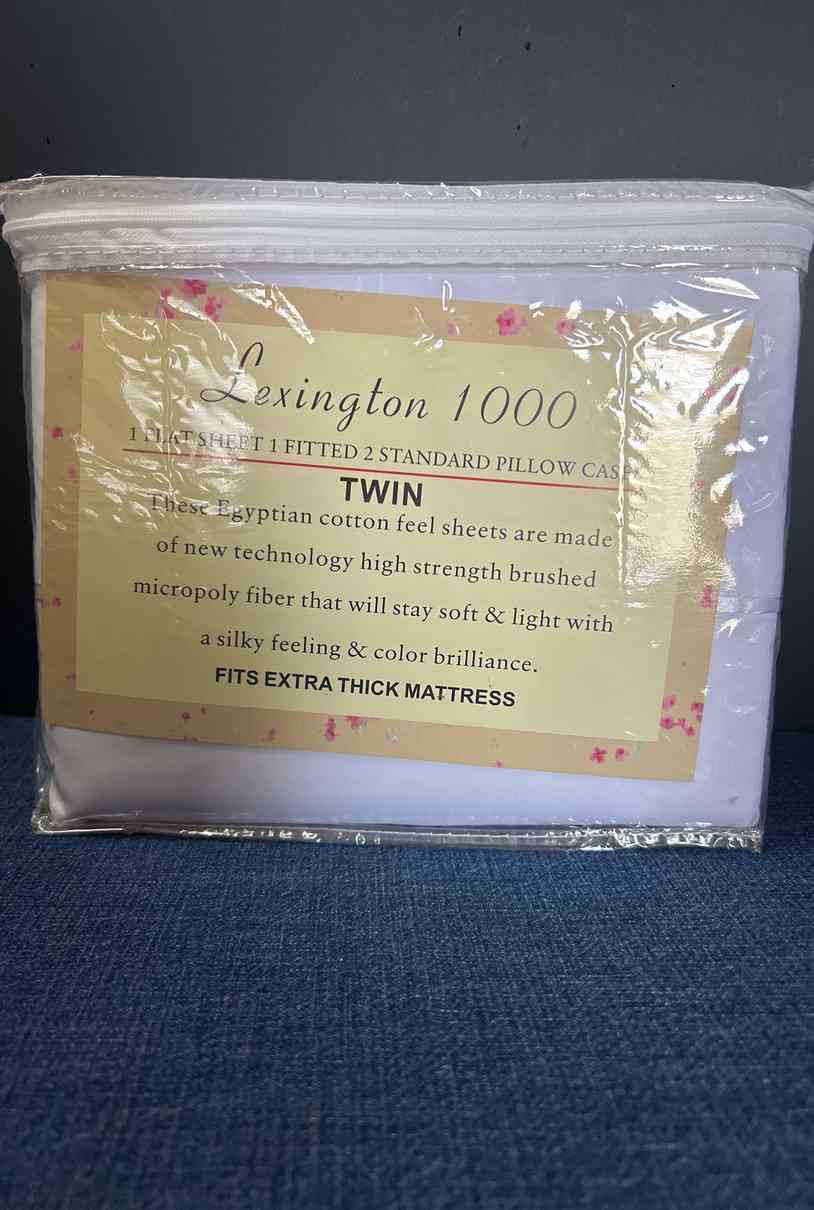 Lexington 1000
1 FLAT SHEET 1 FITTED 2 STANDARD PILLOW CASE
TWIN
These Egyptian cotton feel sheets are made
of new technology high strength brushed
micropoly fiber that will stay soft & light with
a silky feeling & color brilliance.
FITS EXTRA THICK MATTRESS